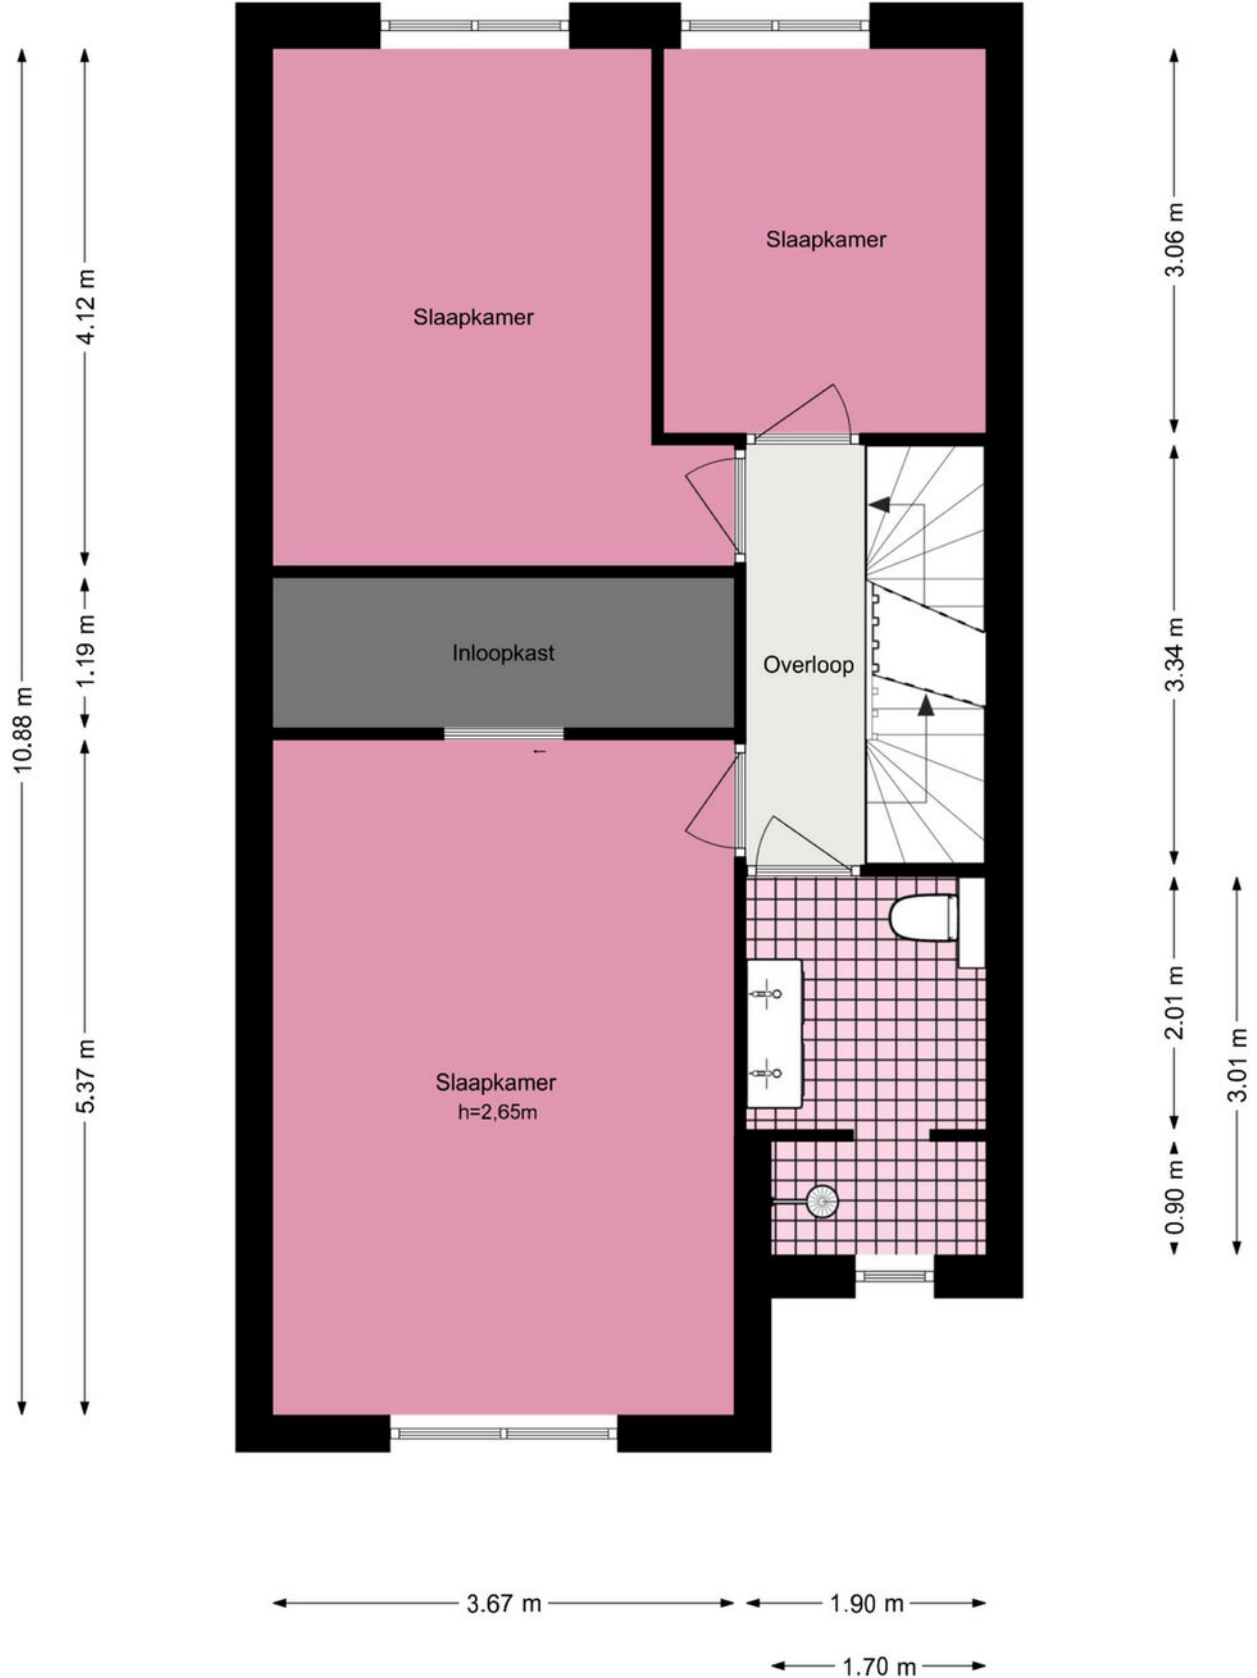 Slaapkamer
3.06 m
4.12 m
Slaapkamer
Inloopkast
Overloop
1.19 m
3.34 m
10.88 m
2.01 m
3.01 m
5.37 m
Slaapkamer
h=2,65m
0.90 m
3.67 m
1.90 m
1.70 m